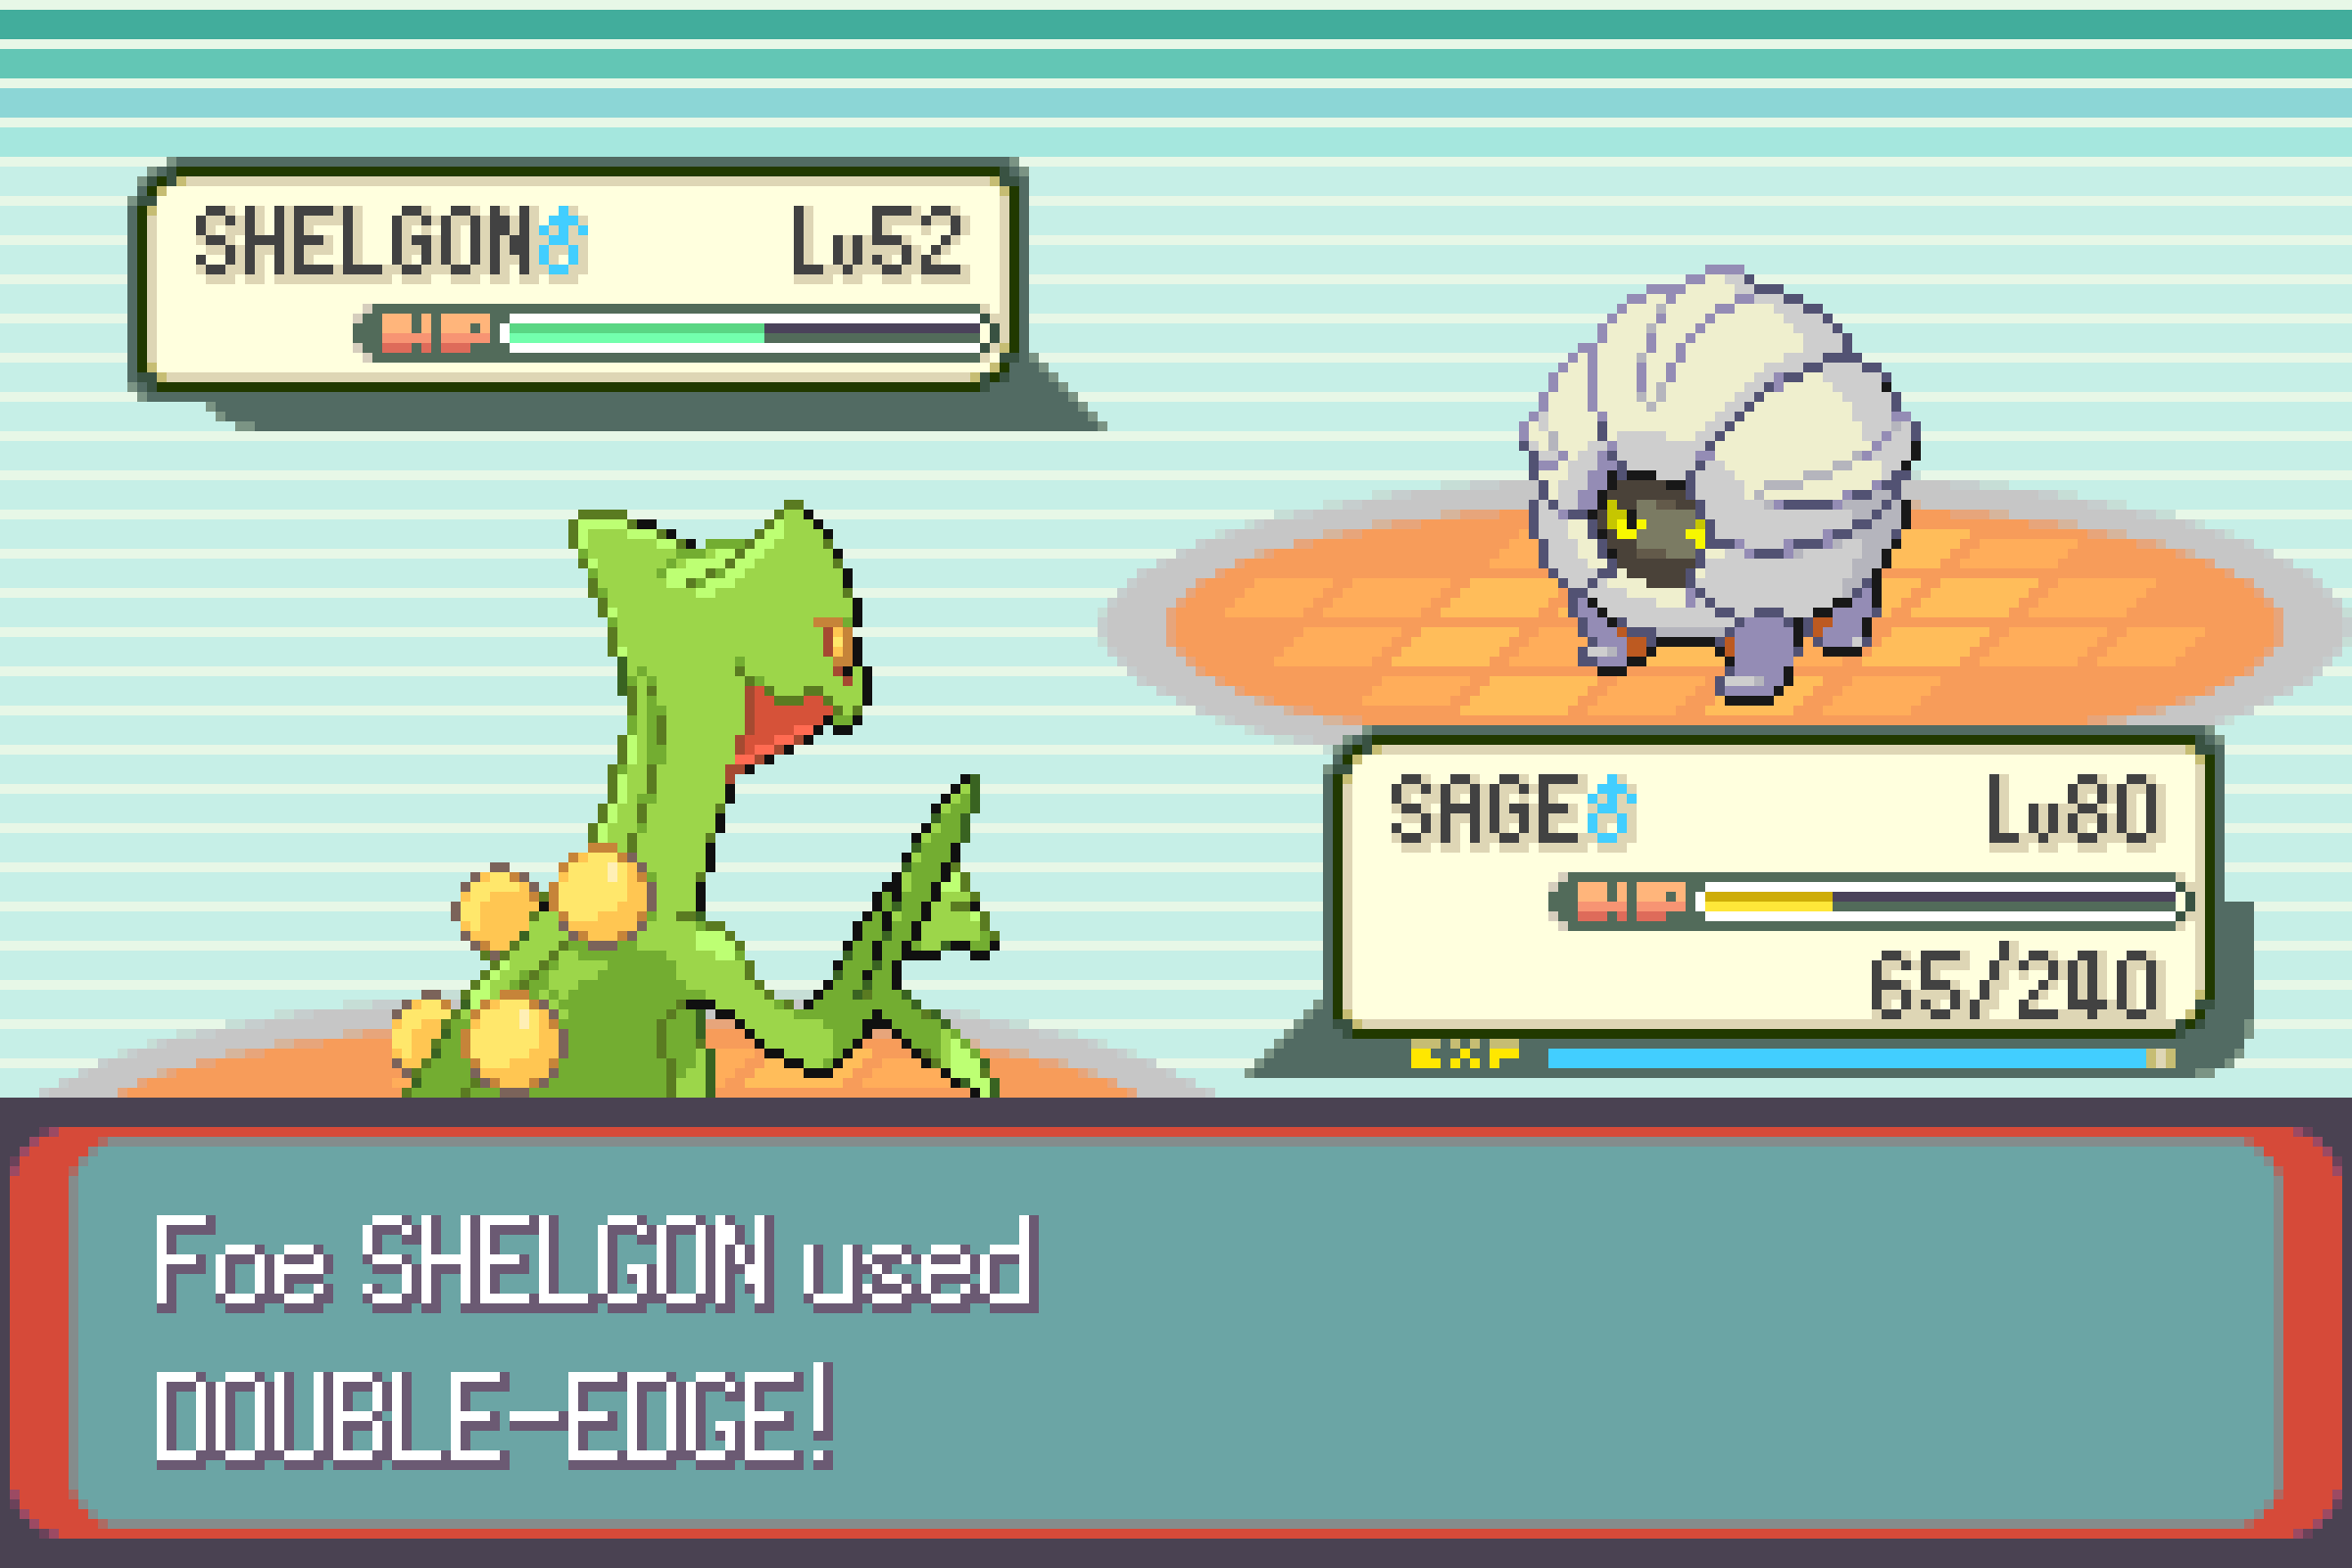 SHELGON♂ Lv52
HP
SAGE♂ Lv80
HP
65/240
EXP
Foe SHELGON used
DOUBLE-EDGE!